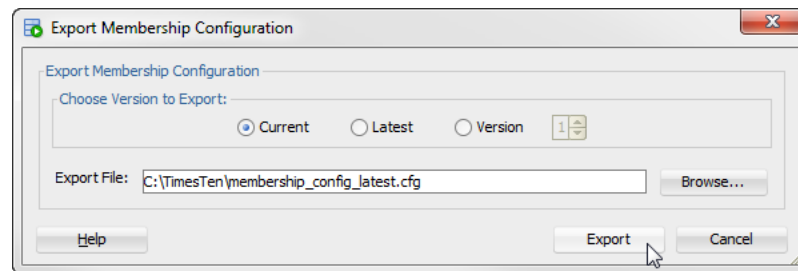 Export Membership Configuration
Export Membership Configuration
Choose Version to Export:
Current Latest Version 1
Export File: C:\TimesTen\membership_config_latest.cfg Browse...
Help Export Cancel